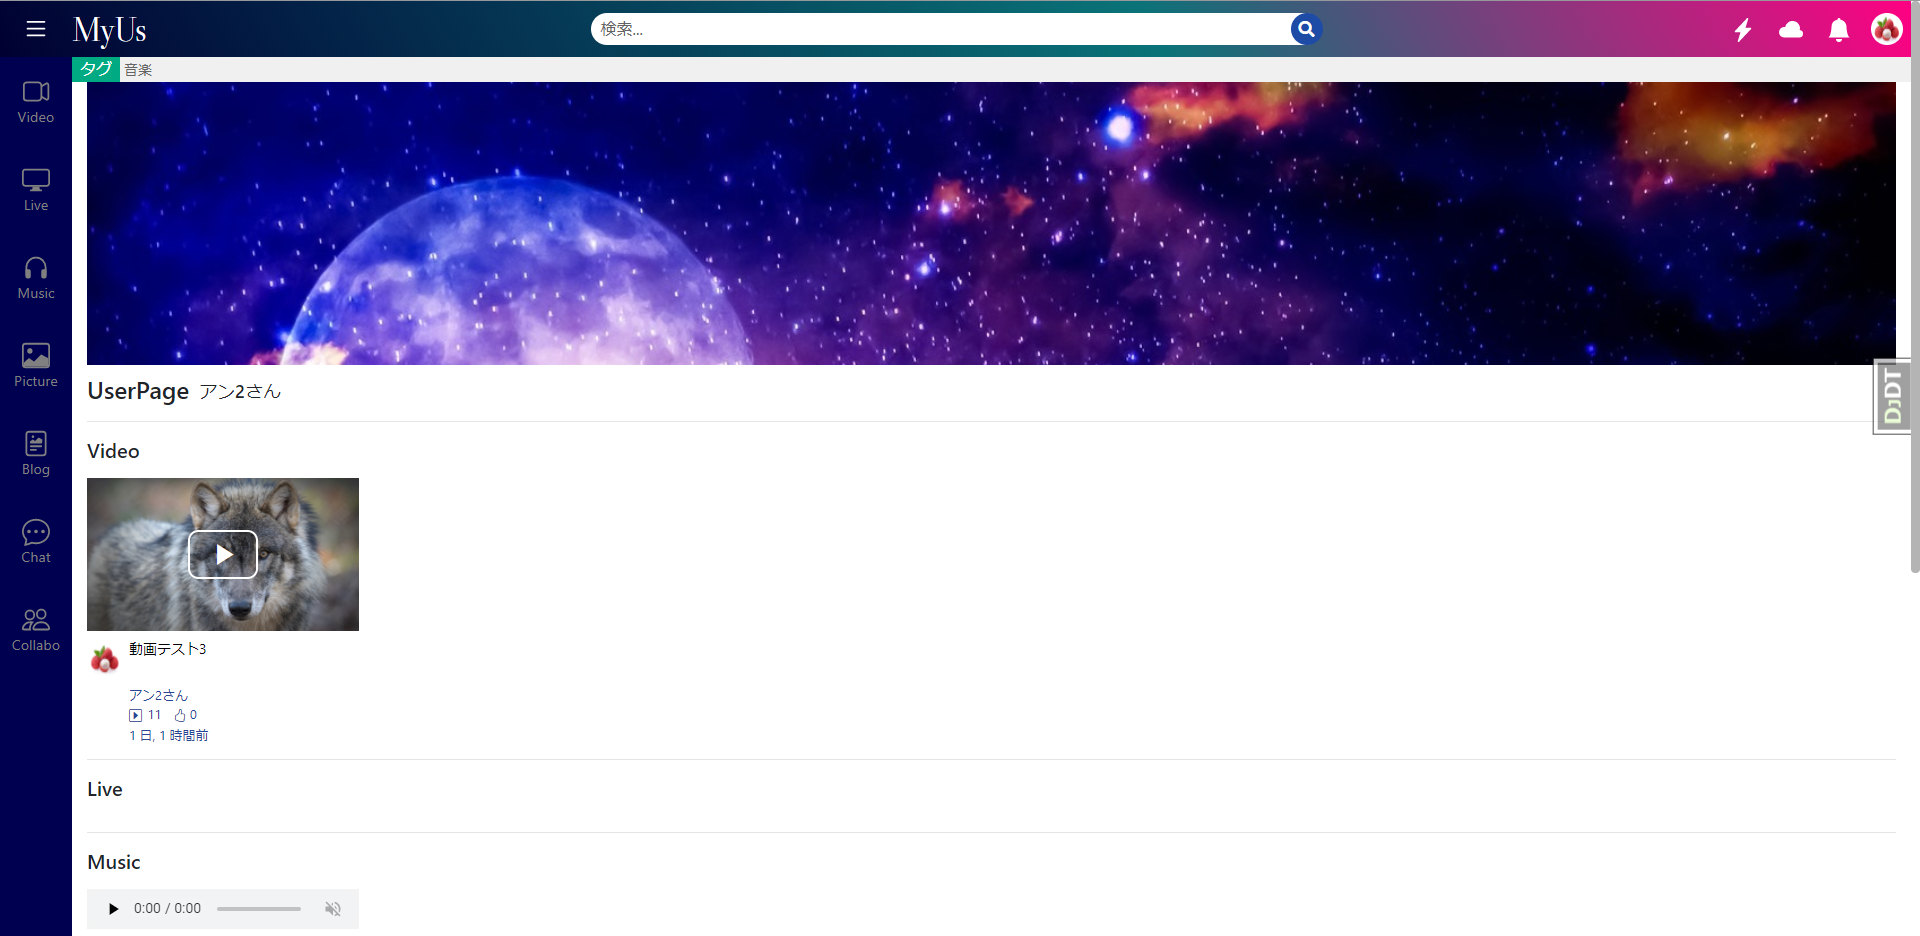 MyUs
検索...
タグ 音楽
Video
Live
Music
Picture
Blog
Chat
Collabo
UserPage アン2さん
DJDT
Video
動画テスト3
アン2さん
11 0
1 日, 1 時間前
Live
Music
0:00 / 0:00